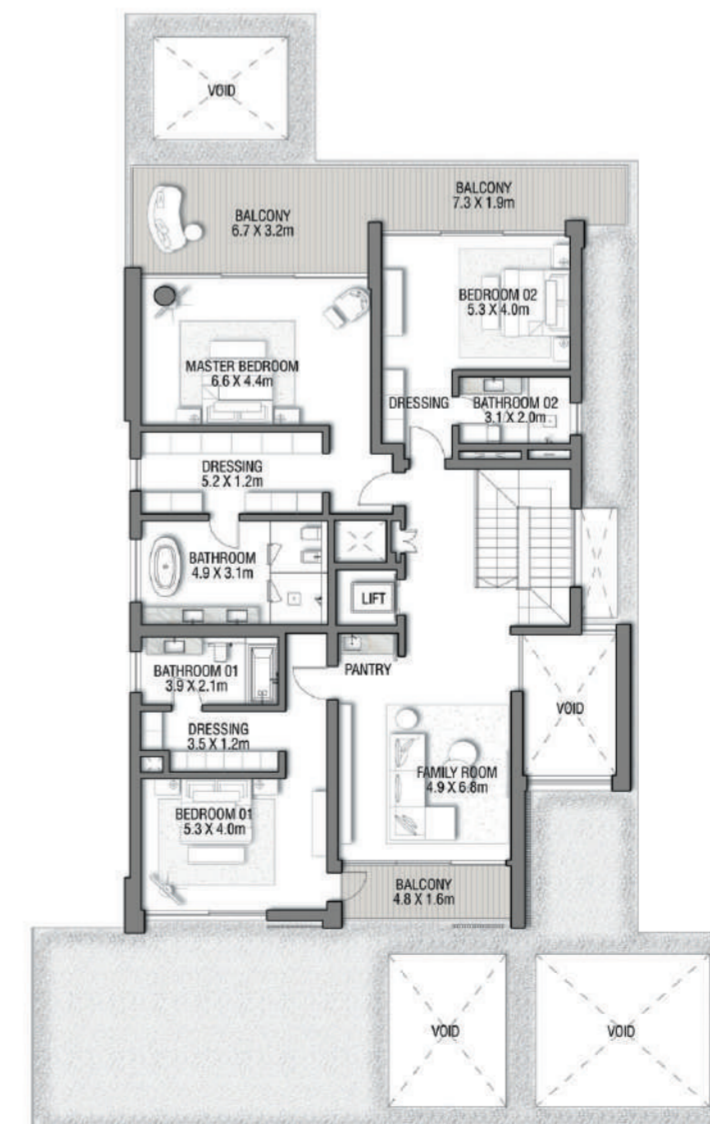 VOID
BALCONY
7.3 X 1.9m
BALCONY
6.7 X 3.2m
BEDROOM 02
5.3 X 4.0m
MASTER BEDROOM
6.6 X 4.4m
DRESSING
BATHROOM 02
3.1 X 2.0m
DRESSING
5.2 X 1.2m
BATHROOM
4.9 X 3.1m
LIFT
PANTRY
BATHROOM 01
3.9 X 2.1m
VOID
DRESSING
3.5 X 1.2m
FAMILY ROOM
4.9 X 6.8m
BEDROOM 01
5.3 X 4.0m
BALCONY
4.8 X 1.6m
VOID
VOID